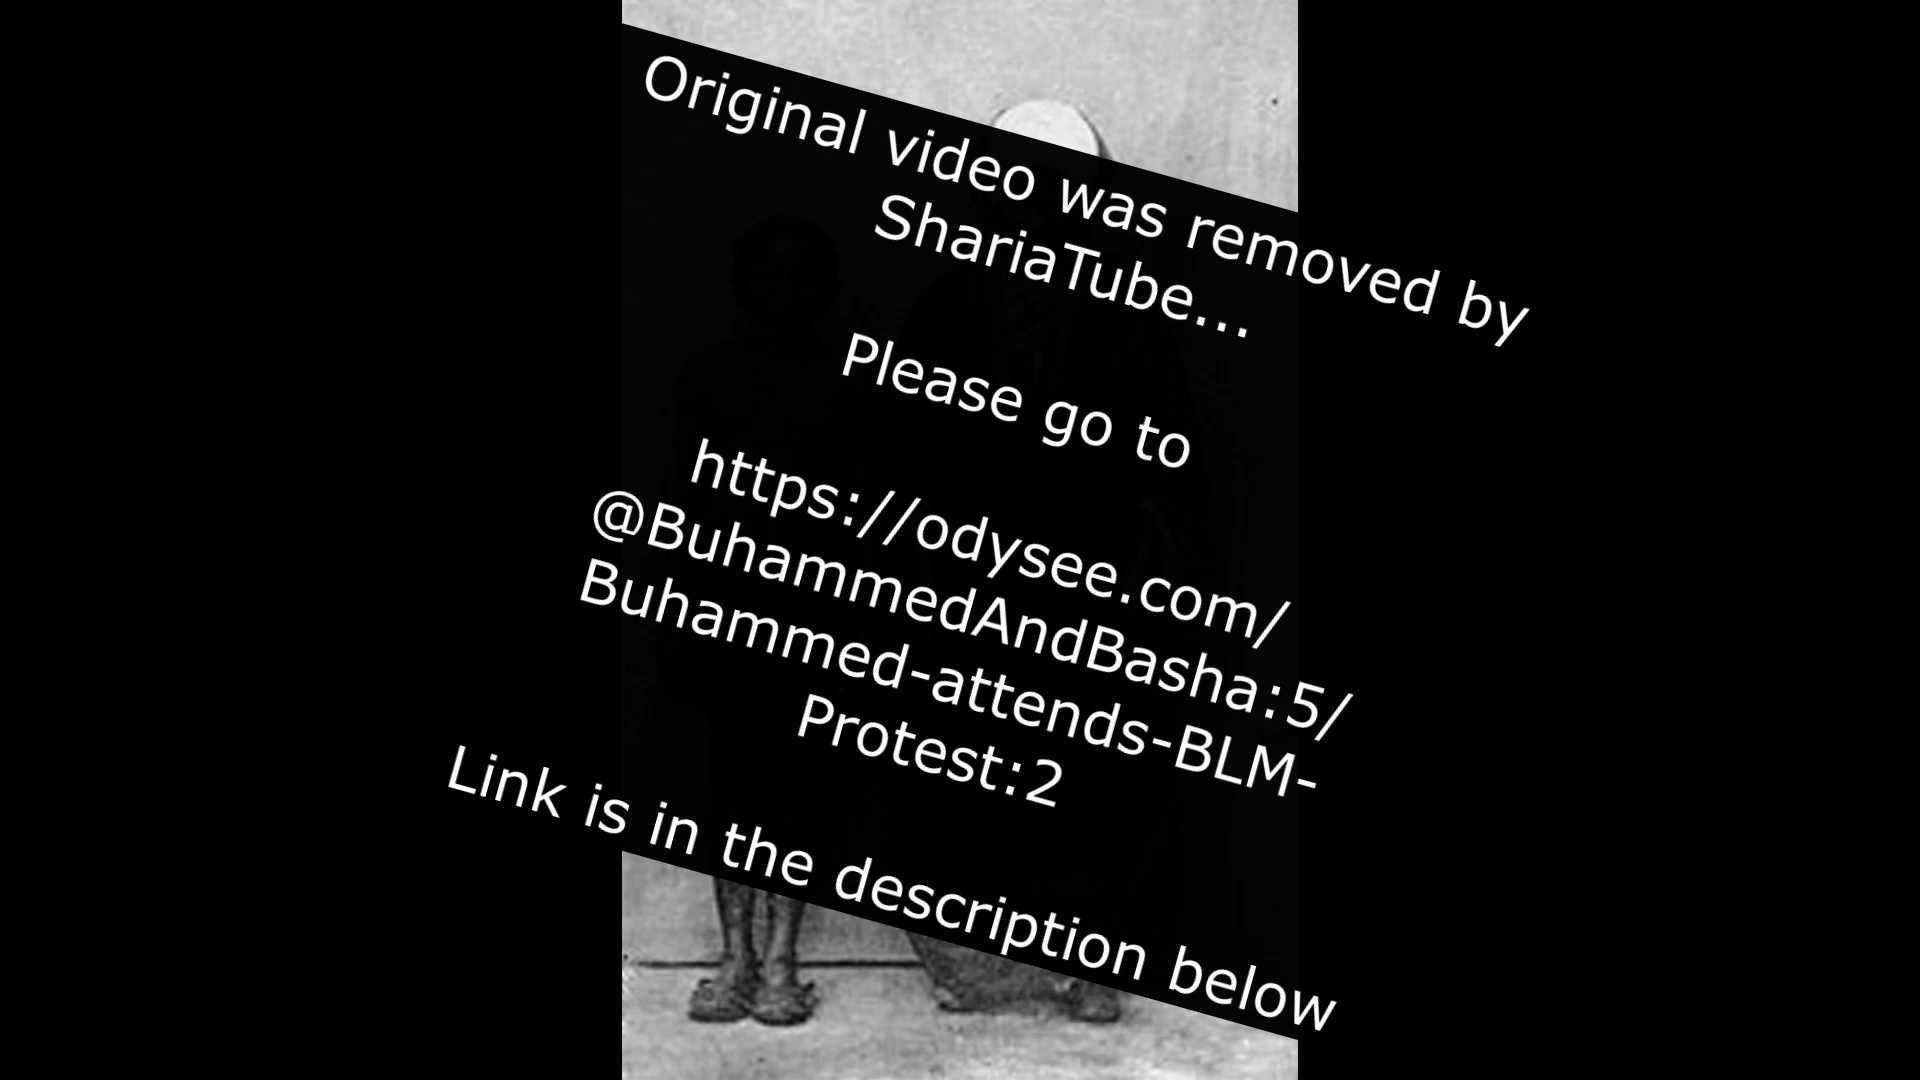 Original video was removed by
ShariaTube...
Please go to
https://odysee.com/
@BuhammedAndBasha:5/
Buhammed-attends-BLM-
Protest:2
Link is in the description below